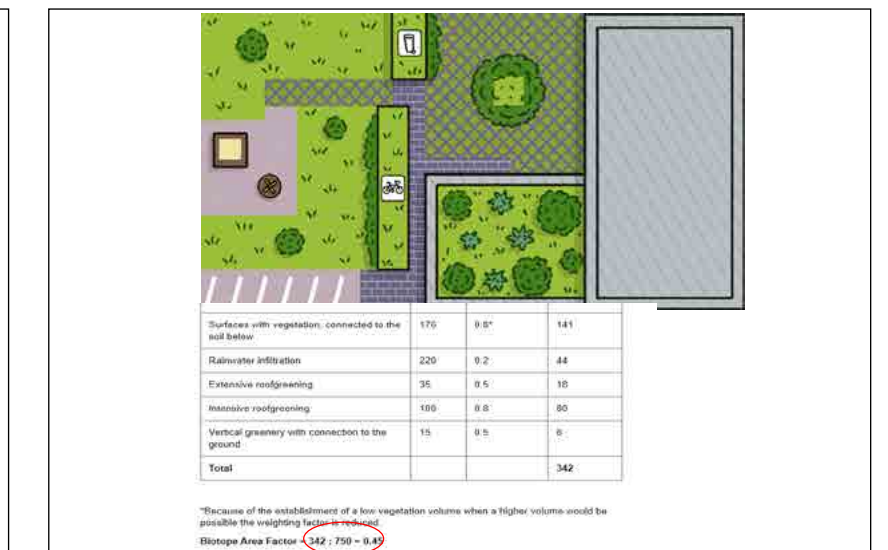 Surfaces with vegetation, connected to the
soil below
176
0.8*
141
Rainwater infiltration
220
0.2
44
Extensive roofgreening
35
0.5
18
Intensive roofgreening
100
0.8
80
Vertical greenery with connection to the
ground
15
0.5
8
Total
342
*Because of the establishment of a low vegetation volume when a higher volume would be
possible the weighting factor is reduced
Biotope Area Factor = 342 : 750 = 0.45